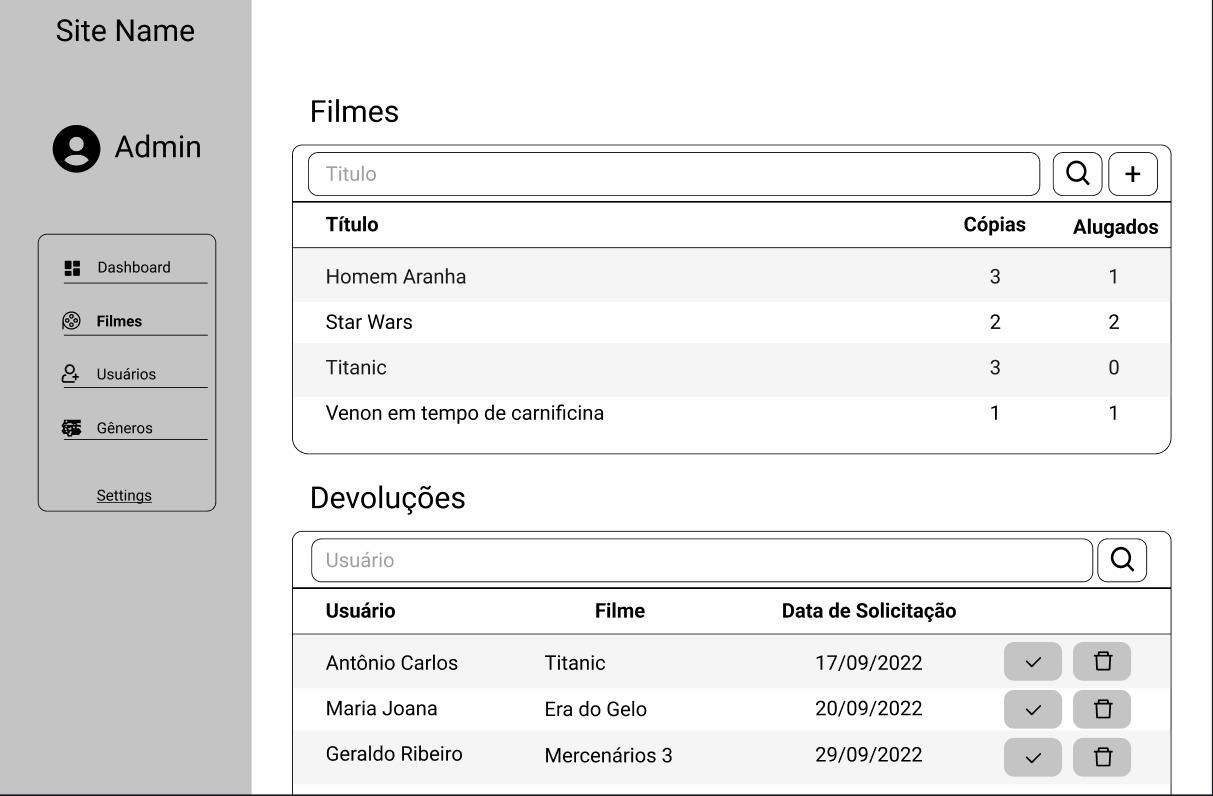 Site Name
Admin
Dashboard
Filmes
Usuários
Gêneros
Settings
Filmes
Titulo
+
Título Cópias Alugados
Homem Aranha 3 1
Star Wars 2 2
Titanic 3 0
Venon em tempo de carnificina 1 1
Devoluções
Usuário
Usuário Filme Data de Solicitação
Antônio Carlos Titanic 17/09/2022
Maria Joana Era do Gelo 20/09/2022
Geraldo Ribeiro Mercenários 3 29/09/2022